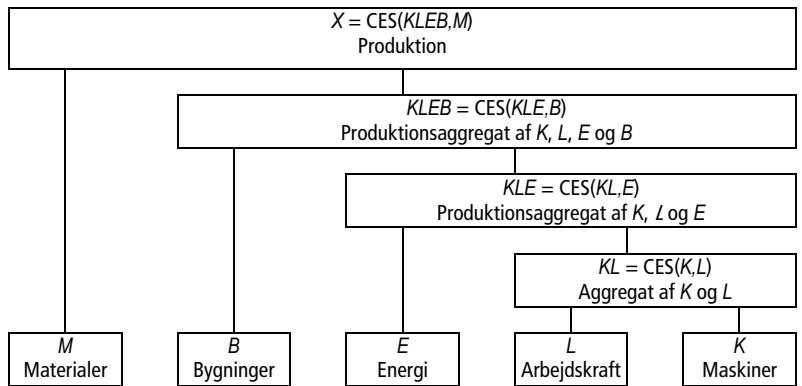 X = CES(KLEB,M)
Produktion
KLEB = CES(KLE,B)
Produktionsaggregat af K, L, E og B
KLE = CES(KL,E)
Produktionsaggregat af K, L og E
KL = CES(K,L)
Aggregat af K og L
M
Materialer
B
Bygninger
E
Energi
L
Arbejdskraft
K
Maskiner